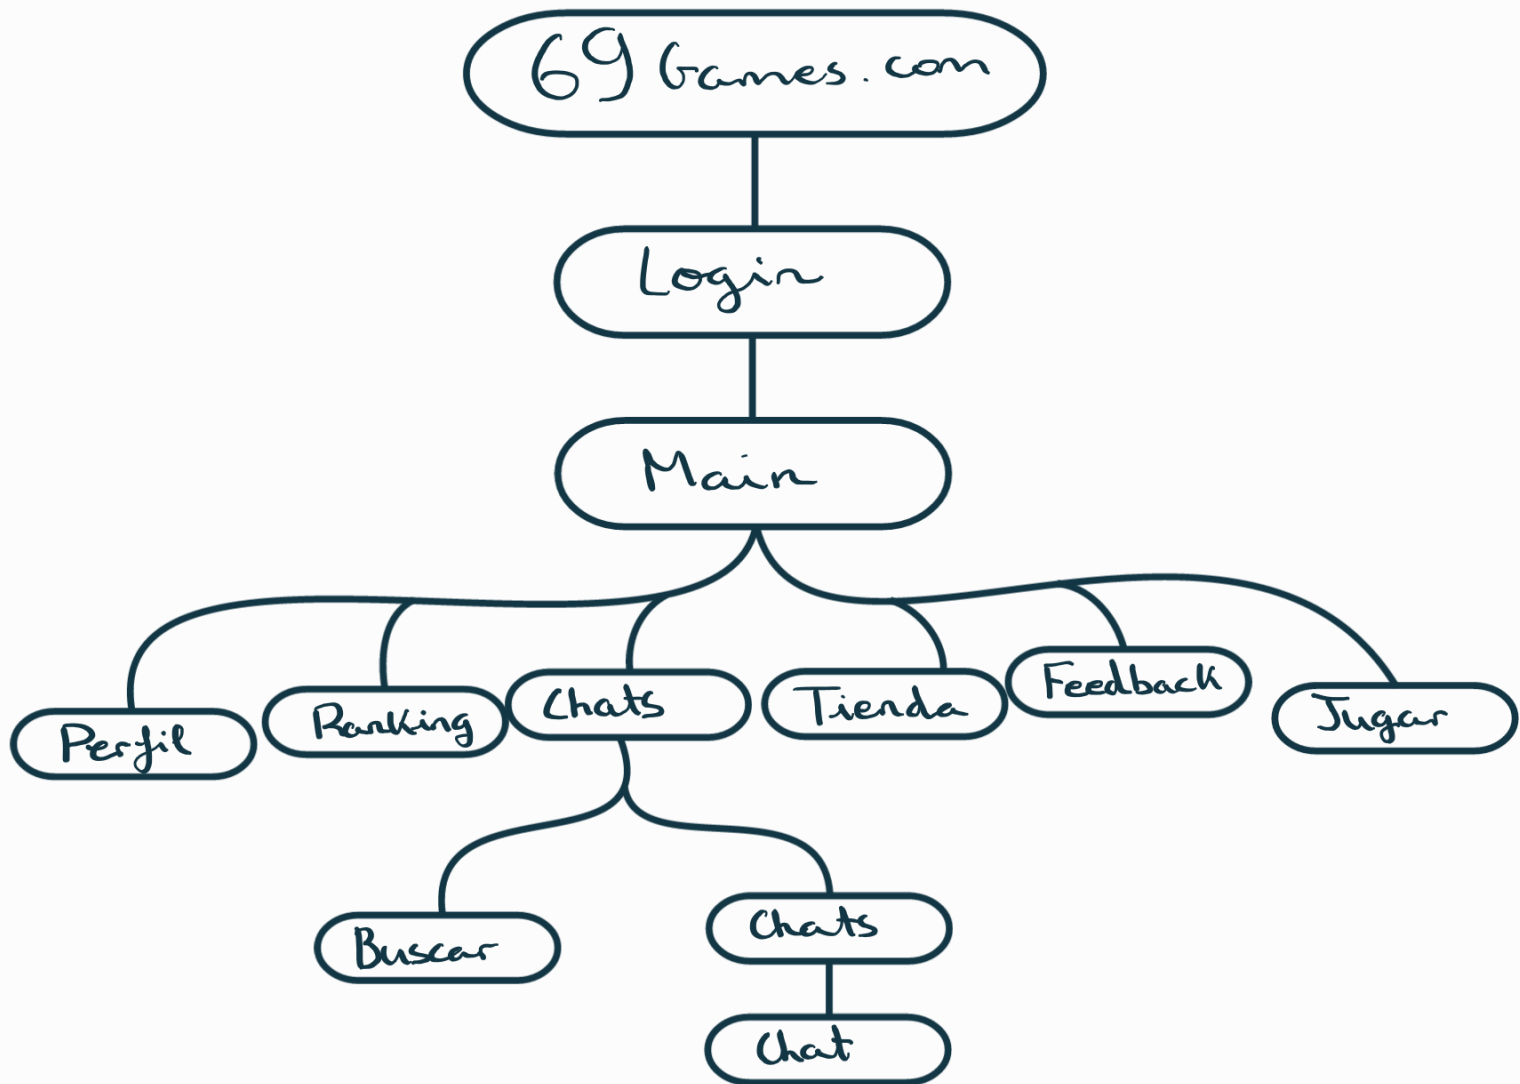 69 Games.com
Login
Main
Perfil
Ranking
Chats
Tienda
Feedback
Jugar
Buscar
Chats
Chat